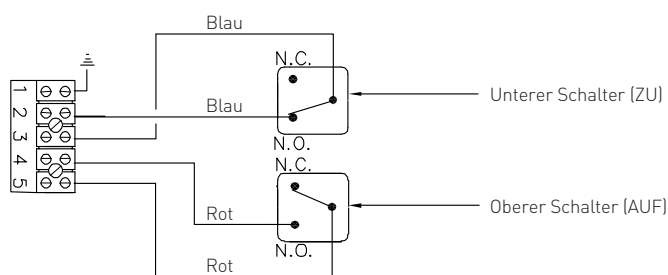 Blau
N.C.
1
2
3
4
5
Blau
Unterer Schalter (ZU)
N.O.
N.C.
Rot
Oberer Schalter (AUF)
N.O.
Rot